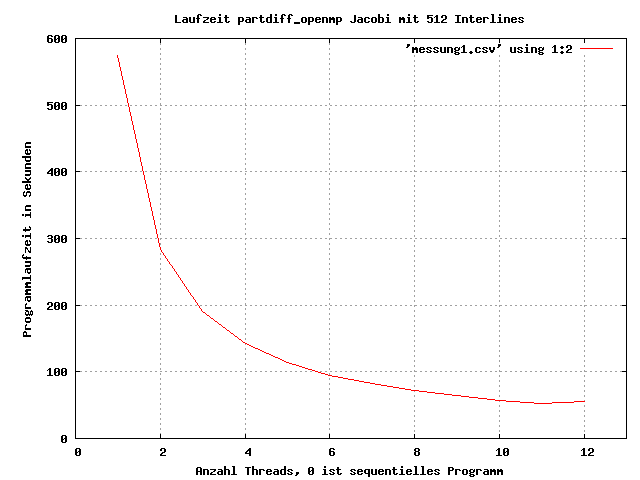 Laufzeit partdiff_openmp Jacobi mit 512 Interlines
'messung1.csv' using 1:2
Programmlaufzeit in Sekunden
600
500
400
300
200
100
0
0 2 4 6 8 10 12
Anzahl Threads, 0 ist sequentielles Programm